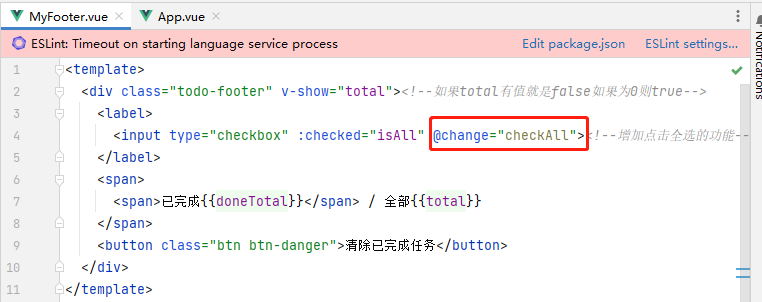 MyFooter.vue × App.vue ×
ESLint: Timeout on starting language service process Edit package.json ESLint settings...
Notifications
1 <template>
2 <div class="todo-footer" v-show="total"><!--如果total有值就是false如果为0则true-->
3 <label>
4 <input type="checkbox" :checked="isAll" @change="checkAll"><!--增加点击全选的功能--
5 </label>
6 <span>
7 <span>已完成{{doneTotal}}</span> / 全部{{total}}
8 </span>
9 <button class="btn btn-danger">清除已完成任务</button>
10 </div>
11 </template>